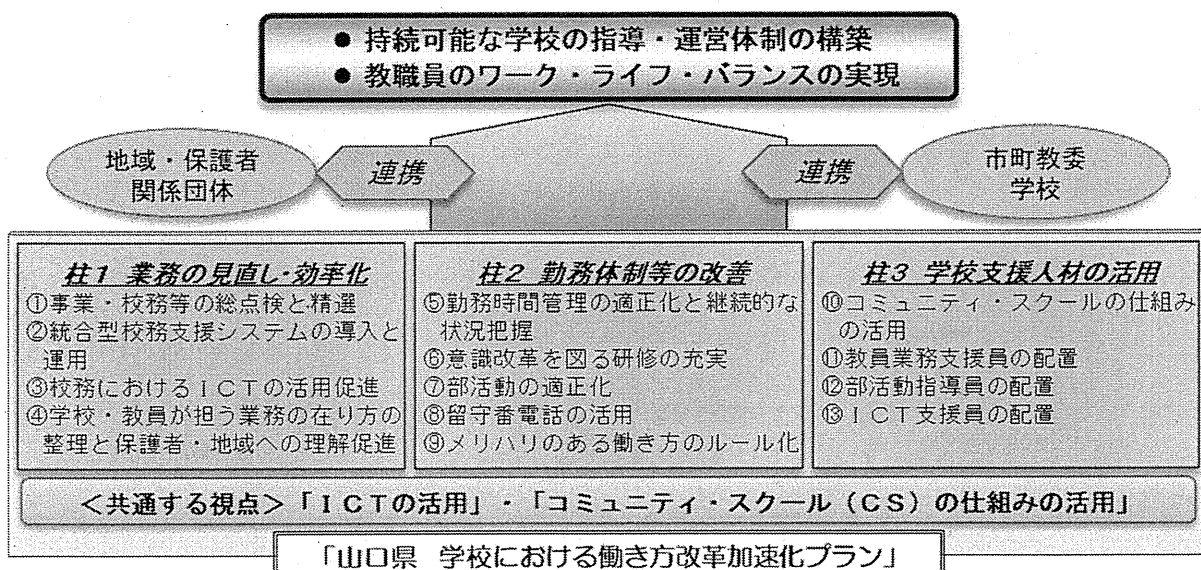 ● 持続可能な学校の指導・運営体制の構築
● 教職員のワーク・ライフ・バランスの実現
地域・保護者
関係団体
連携
連携
市町教委
学校
柱1 業務の見直し・効率化
①事業・校務等の総点検と精選
②統合型校務支援システムの導入と
運用
③校務におけるICTの活用促進
④学校・教員が担う業務の在り方の
整理と保護者・地域への理解促進
柱2 勤務体制等の改善
⑤勤務時間管理の適正化と継続的な
状況把握
⑥意識改革を図る研修の充実
⑦部活動の適正化
⑧留守番電話の活用
⑨メリハリのある働き方のルール化
柱3 学校支援人材の活用
⑩コミュニティ・スクールの仕組み
の活用
⑪教員業務支援員の配置
⑫部活動指導員の配置
⑬ICT支援員の配置
<共通する視点>「ICTの活用」・「コミュニティ・スクール(CS)の仕組みの活用」
「山口県 学校における働き方改革加速化プラン」